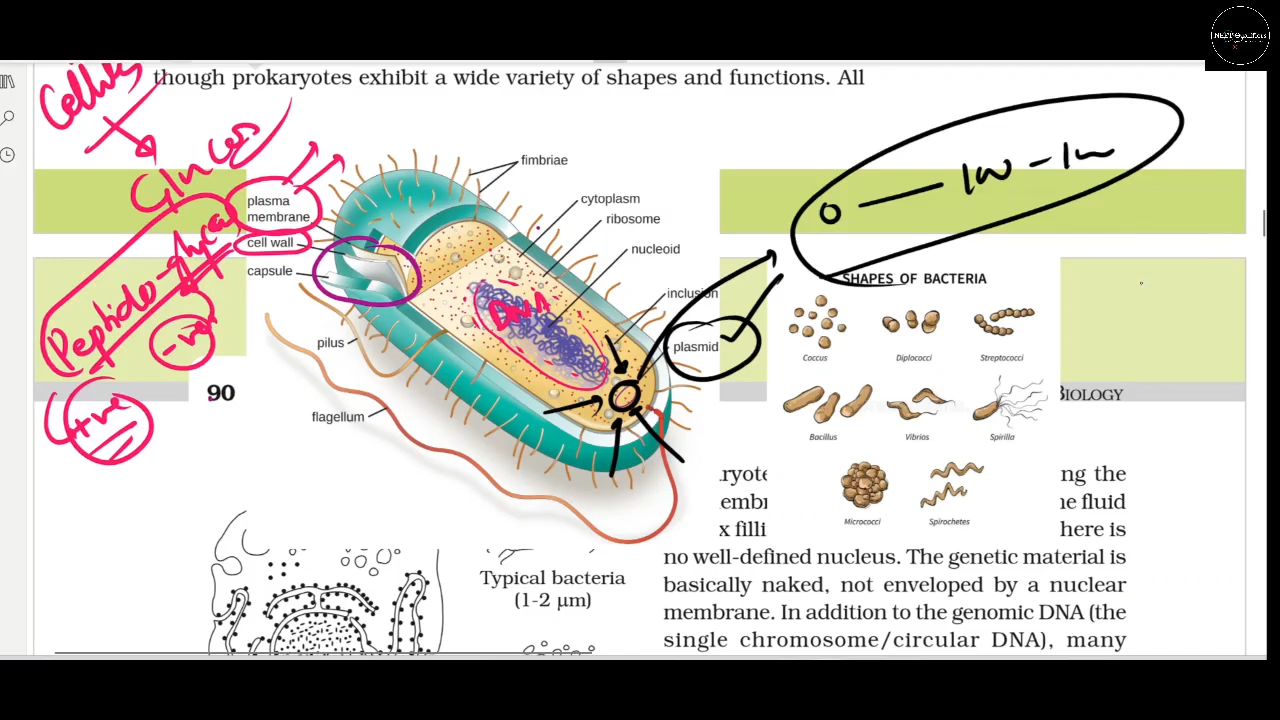 though prokaryotes exhibit a wide variety of shapes and functions. All
fimbriae
plasma
membrane
cell wall
capsule
cytoplasm
ribosome
nucleoid
inclusion
plasmid
pilus
flagellum
DNA
Peptido-glycan
-ve
+ve
SHAPES OF BACTERIA
Coccus
Diplococci
Streptococci
Bacillus
Vibrios
Spirilla
Micrococci
Spirochetes
90
BIOLOGY
ng the
fluid
x filli
here is
no well-defined nucleus. The genetic material is
basically naked, not enveloped by a nuclear
membrane. In addition to the genomic DNA (the
single chromosome/circular DNA), many
Typical bacteria
(1-2 μm)